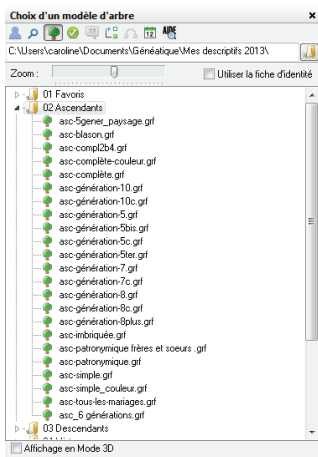 Choix d'un modèle d'arbre x
12 AIDE
C:\Users\caroline\Documents\Généatique\Mes descriptifs 2013\
Zoom : Utiliser la fiche d'identité
01 Favoris
02 Ascendants
asc-5gener_paysage.grf
asc-blason.grf
asc-compl2b4.grf
asc-complète-couleur.grf
asc-complète.grf
asc-génération-10.grf
asc-génération-10c.grf
asc-génération-5.grf
asc-génération-5bis.grf
asc-génération-5c.grf
asc-génération-5ter.grf
asc-génération-7.grf
asc-génération-7c.grf
asc-génération-8.grf
asc-génération-8c.grf
asc-génération-8plus.grf
asc-imbriquée.grf
asc-patronymique frères et soeurs .grf
asc-patronymique.grf
asc-simple.grf
asc-simple_couleur.grf
asc-tous-les-mariages.grf
asc_6 générations.grf
03 Descendants
Affichage en Mode 3D